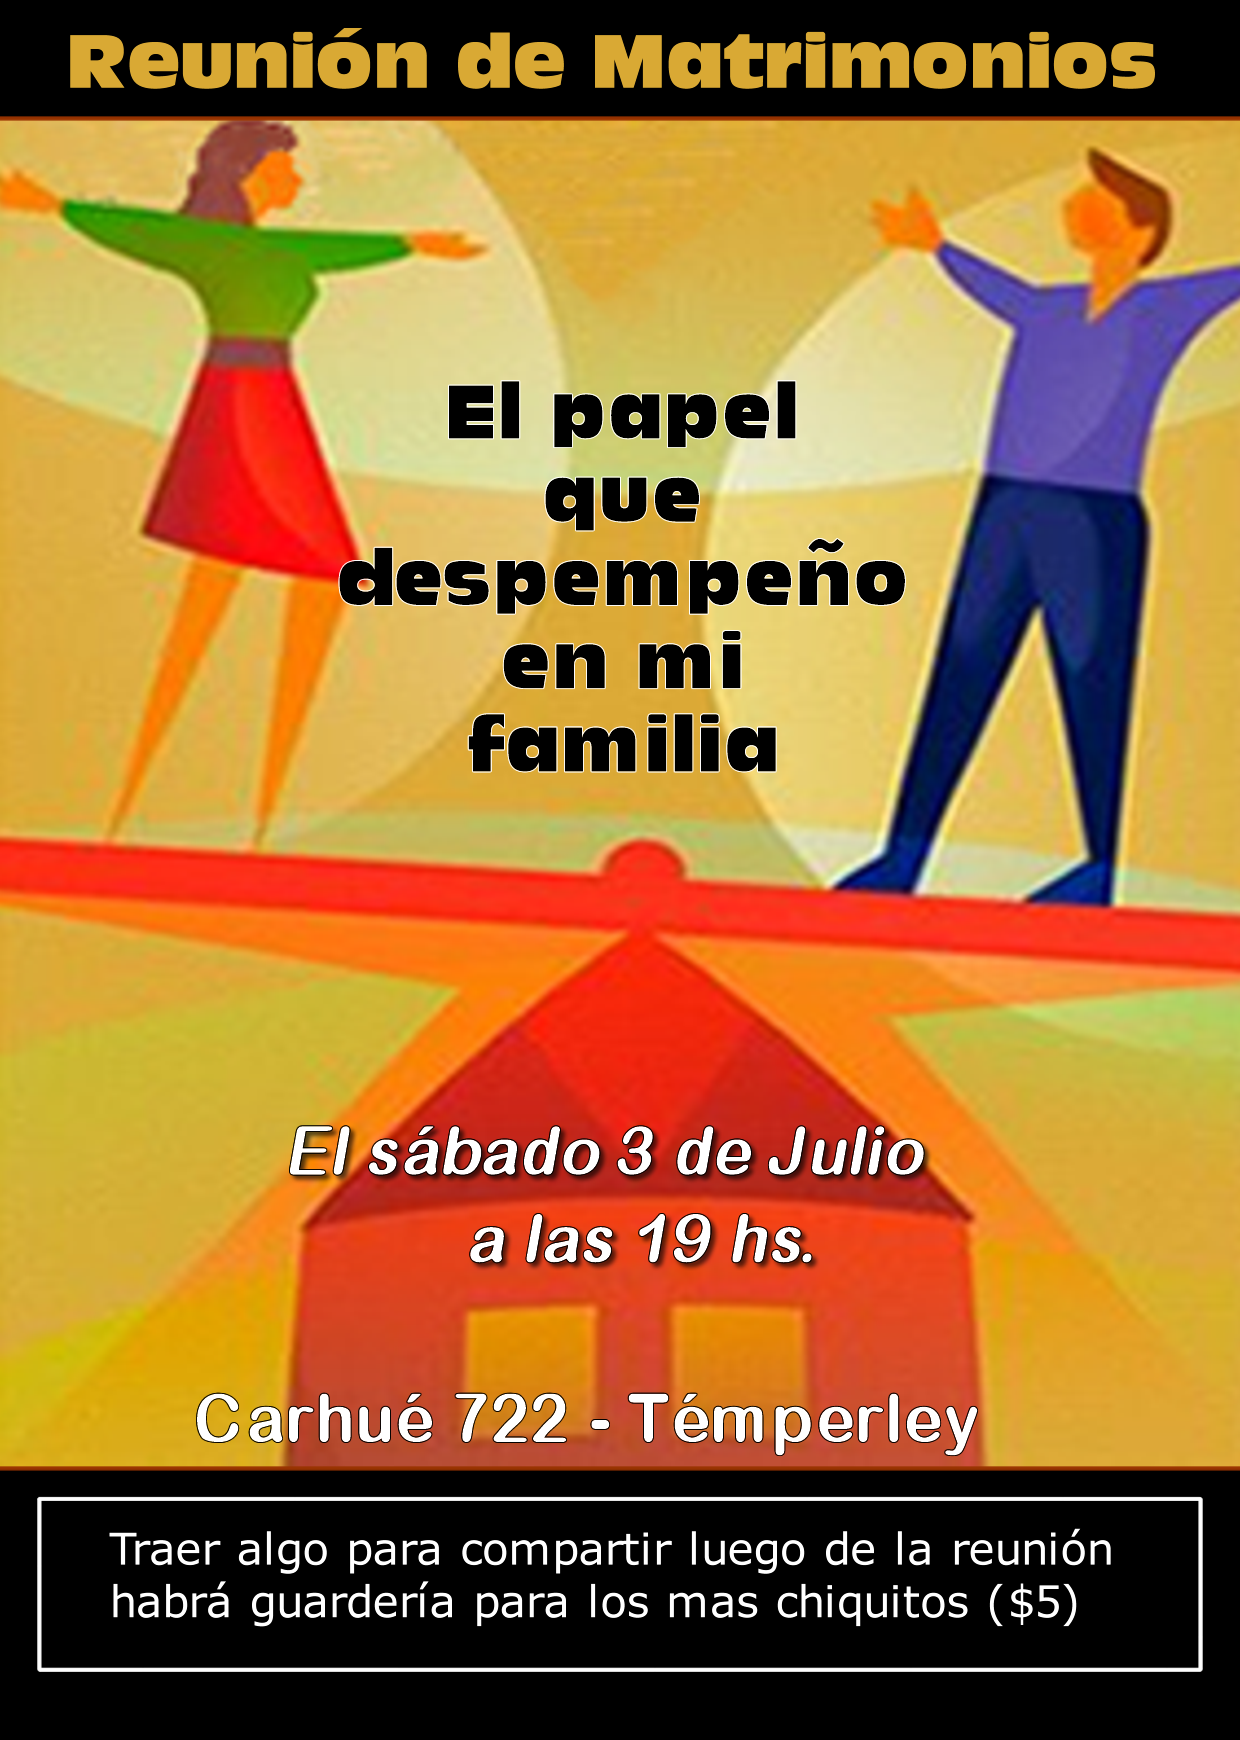 Reunión de Matrimonios
El papel
que
despempeño
en mi
familia
El sábado 3 de Julio
a las 19 hs.
Carhué 722 - Témperley
Traer algo para compartir luego de la reunión
habrá guardería para los mas chiquitos ($5)